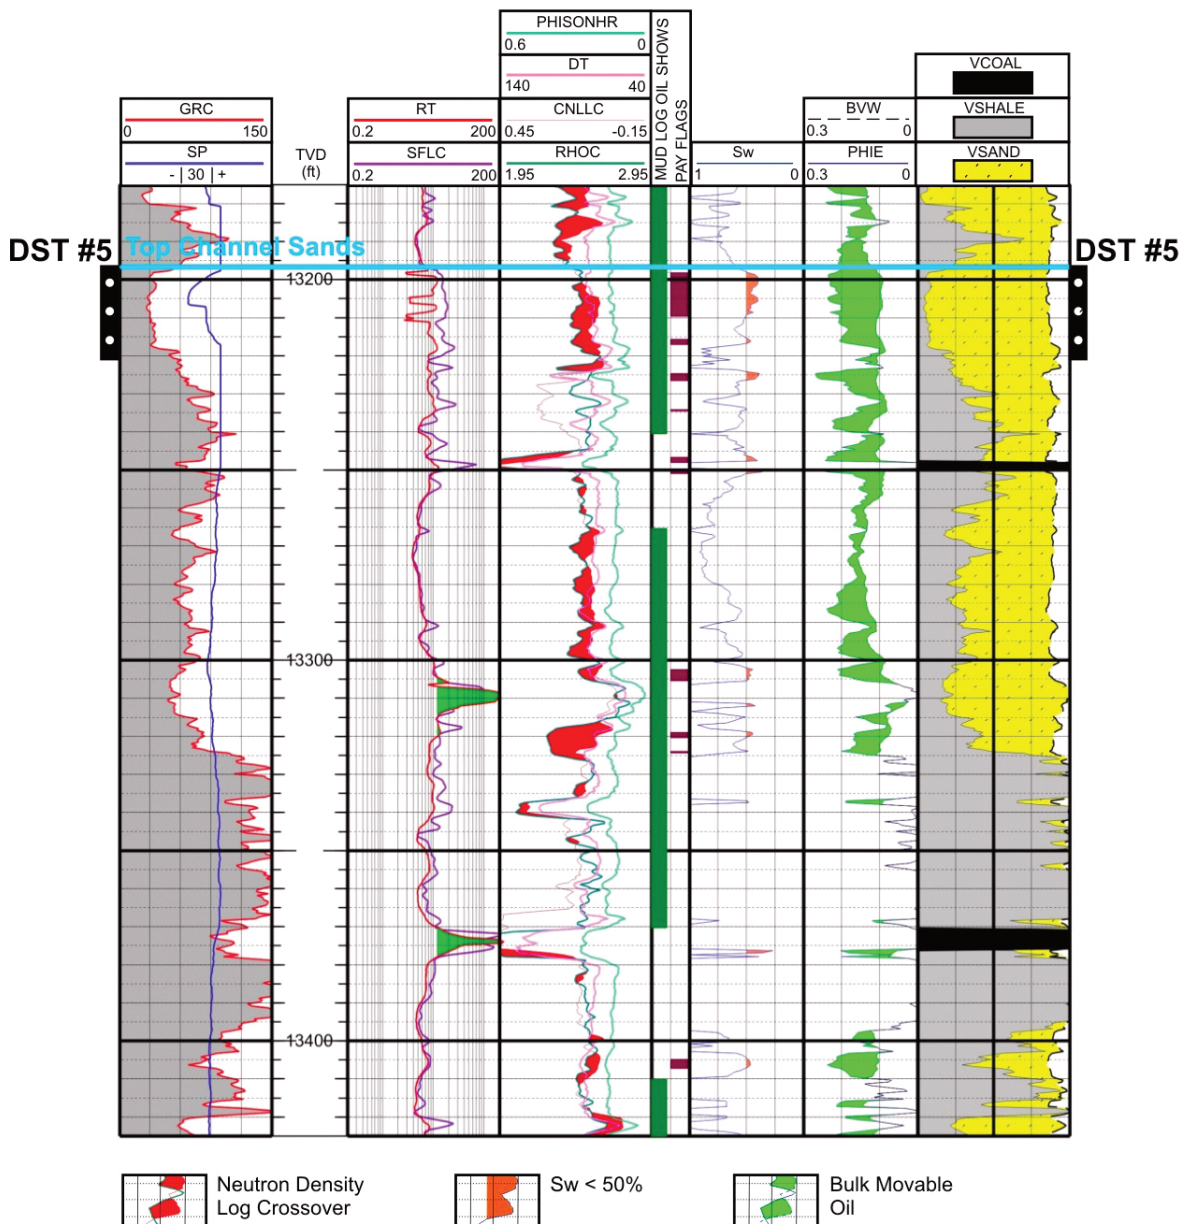 PHISONHR
0.6 0
DT
140 40
VCOAL
GRC
0 150
RT
0.2 200
CNLLC
0.45 -0.15
BVW
0.3 0
VSHALE
SP
- | 30 | +
TVD
(ft)
SFLC
0.2 200
RHOC
1.95 2.95
MUD LOG OIL SHOWS
PAY FLAGS
Sw
1 0
PHIE
0.3 0
VSAND
DST #5 Top Channel Sands DST #5
13200
13300
13400
Neutron Density
Log Crossover
Sw < 50%
Bulk Movable
Oil